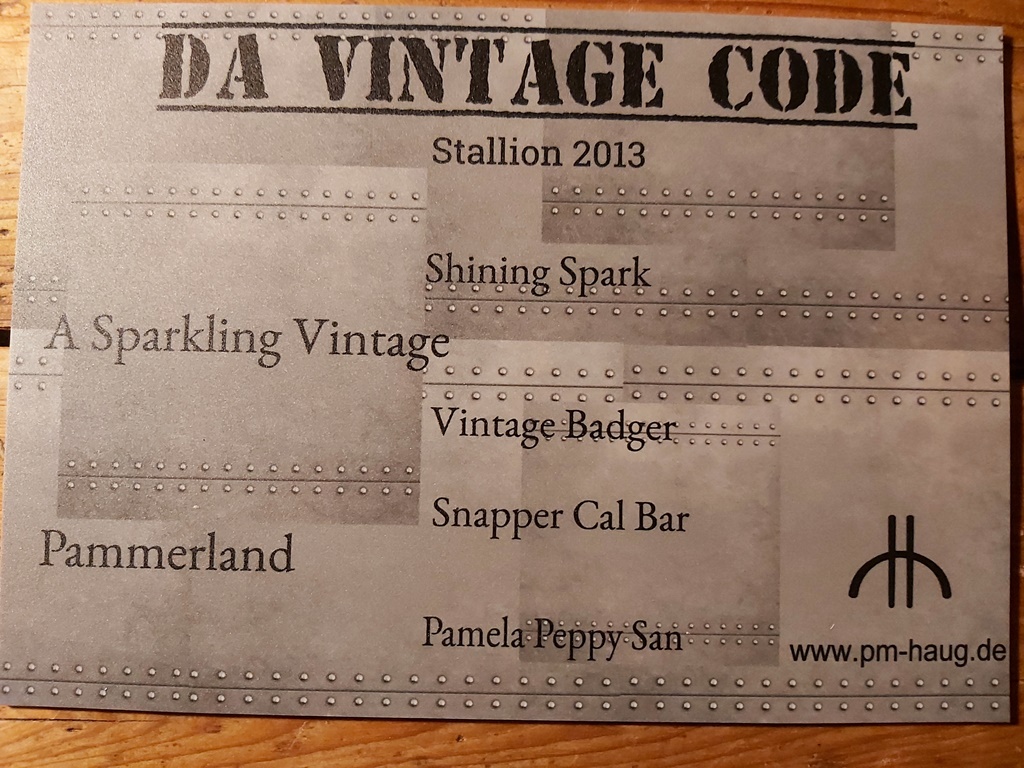 DA VINTAGE CODE
Stallion 2013
Shining Spark
A Sparkling Vintage
Vintage Badger
Snapper Cal Bar
Pammerland
Pamela Peppy San
www.pm-haug.de